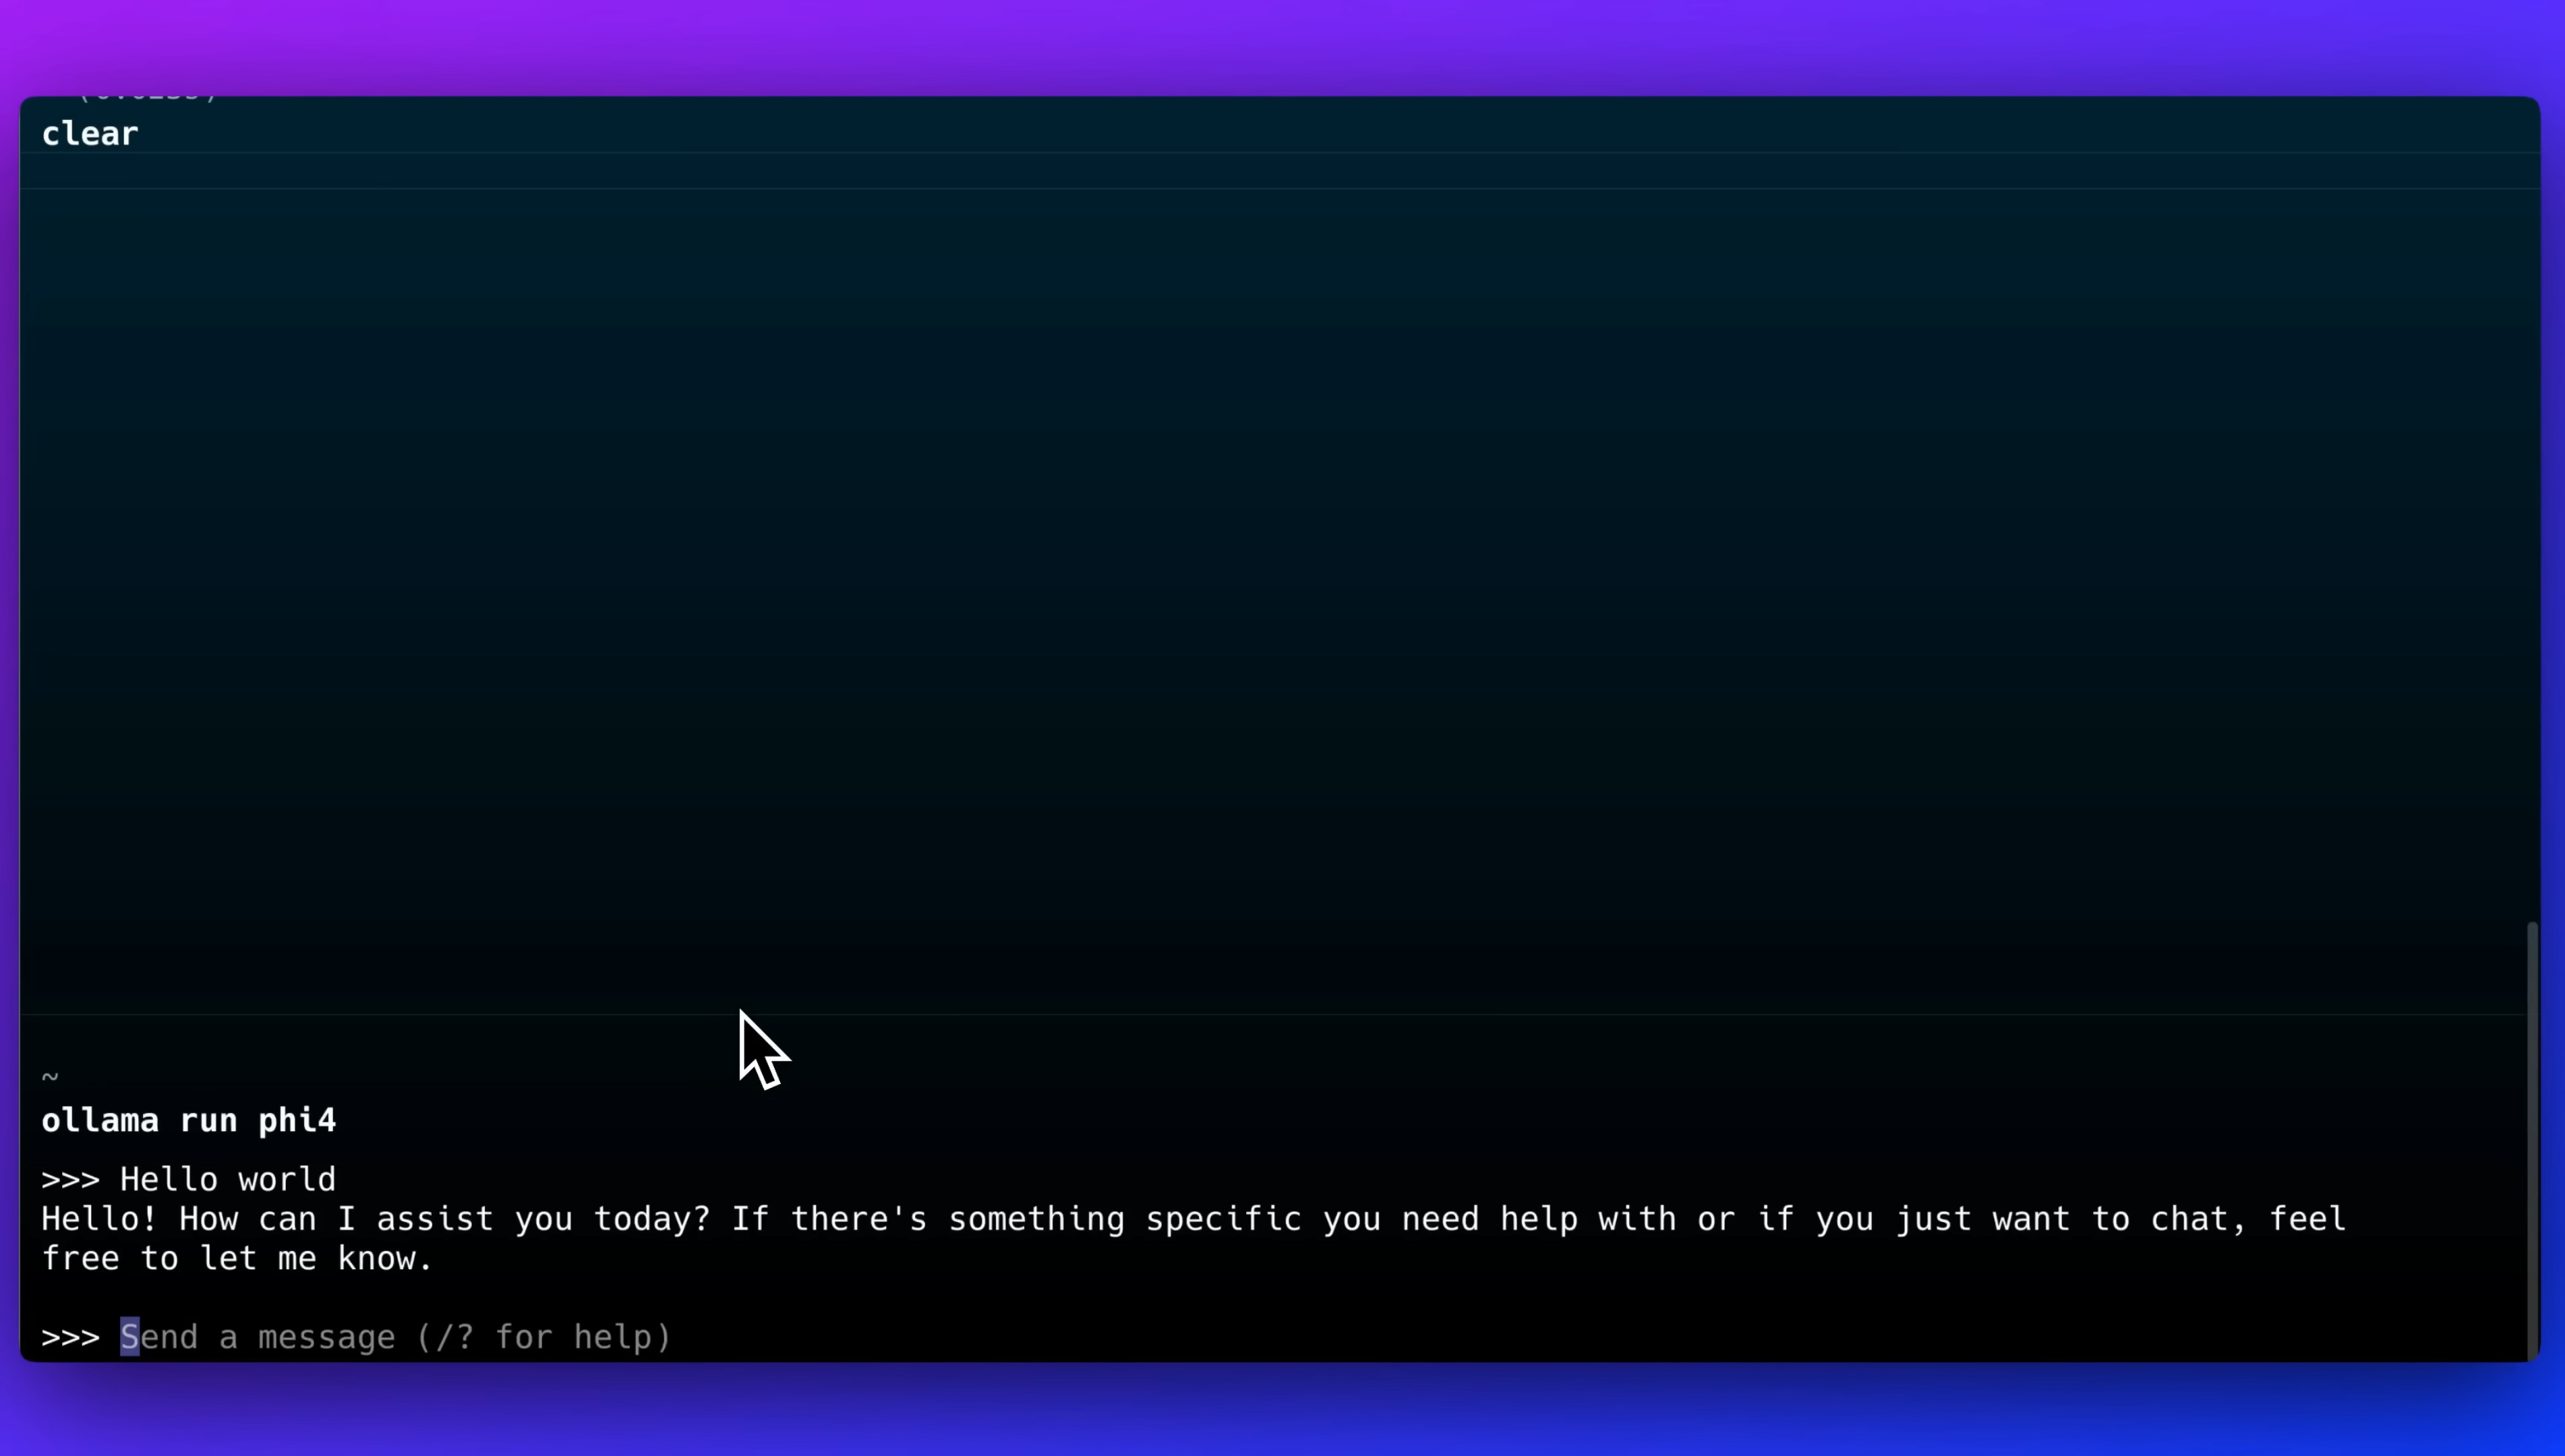 clear
~
ollama run phi4
>>> Hello world
Hello! How can I assist you today? If there's something specific you need help with or if you just want to chat, feel
free to let me know.
>>> Send a message (/? for help)